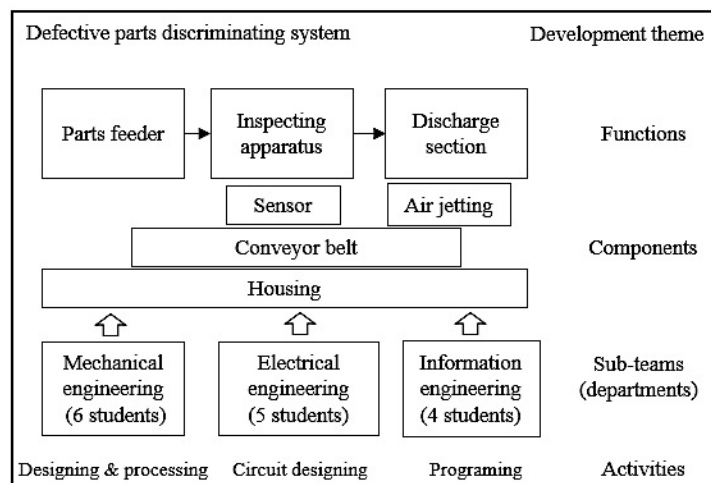 Defective parts discriminating system
Development theme
Parts feeder
Inspecting
apparatus
Discharge
section
Functions
Sensor
Air jetting
Conveyor belt
Components
Housing
Mechanical
engineering
(6 students)
Electrical
engineering
(5 students)
Information
engineering
(4 students)
Sub-teams
(departments)
Designing & processing
Circuit designing
Programing
Activities